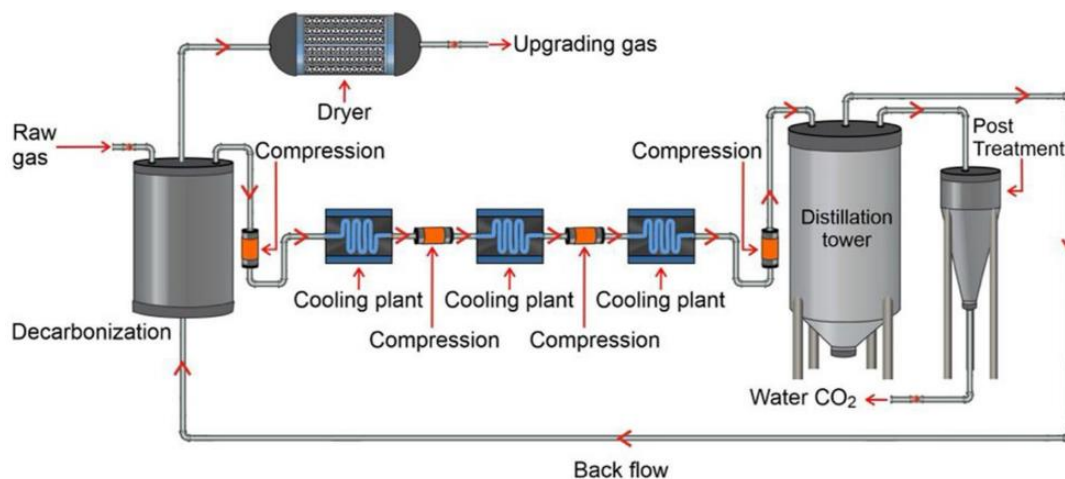 Upgrading gas
Dryer
Raw
gas
Compression
Compression
Post
Treatment
Distillation
tower
Cooling plant
Cooling plant
Cooling plant
Decarbonization
Compression
Compression
Water CO₂
Back flow